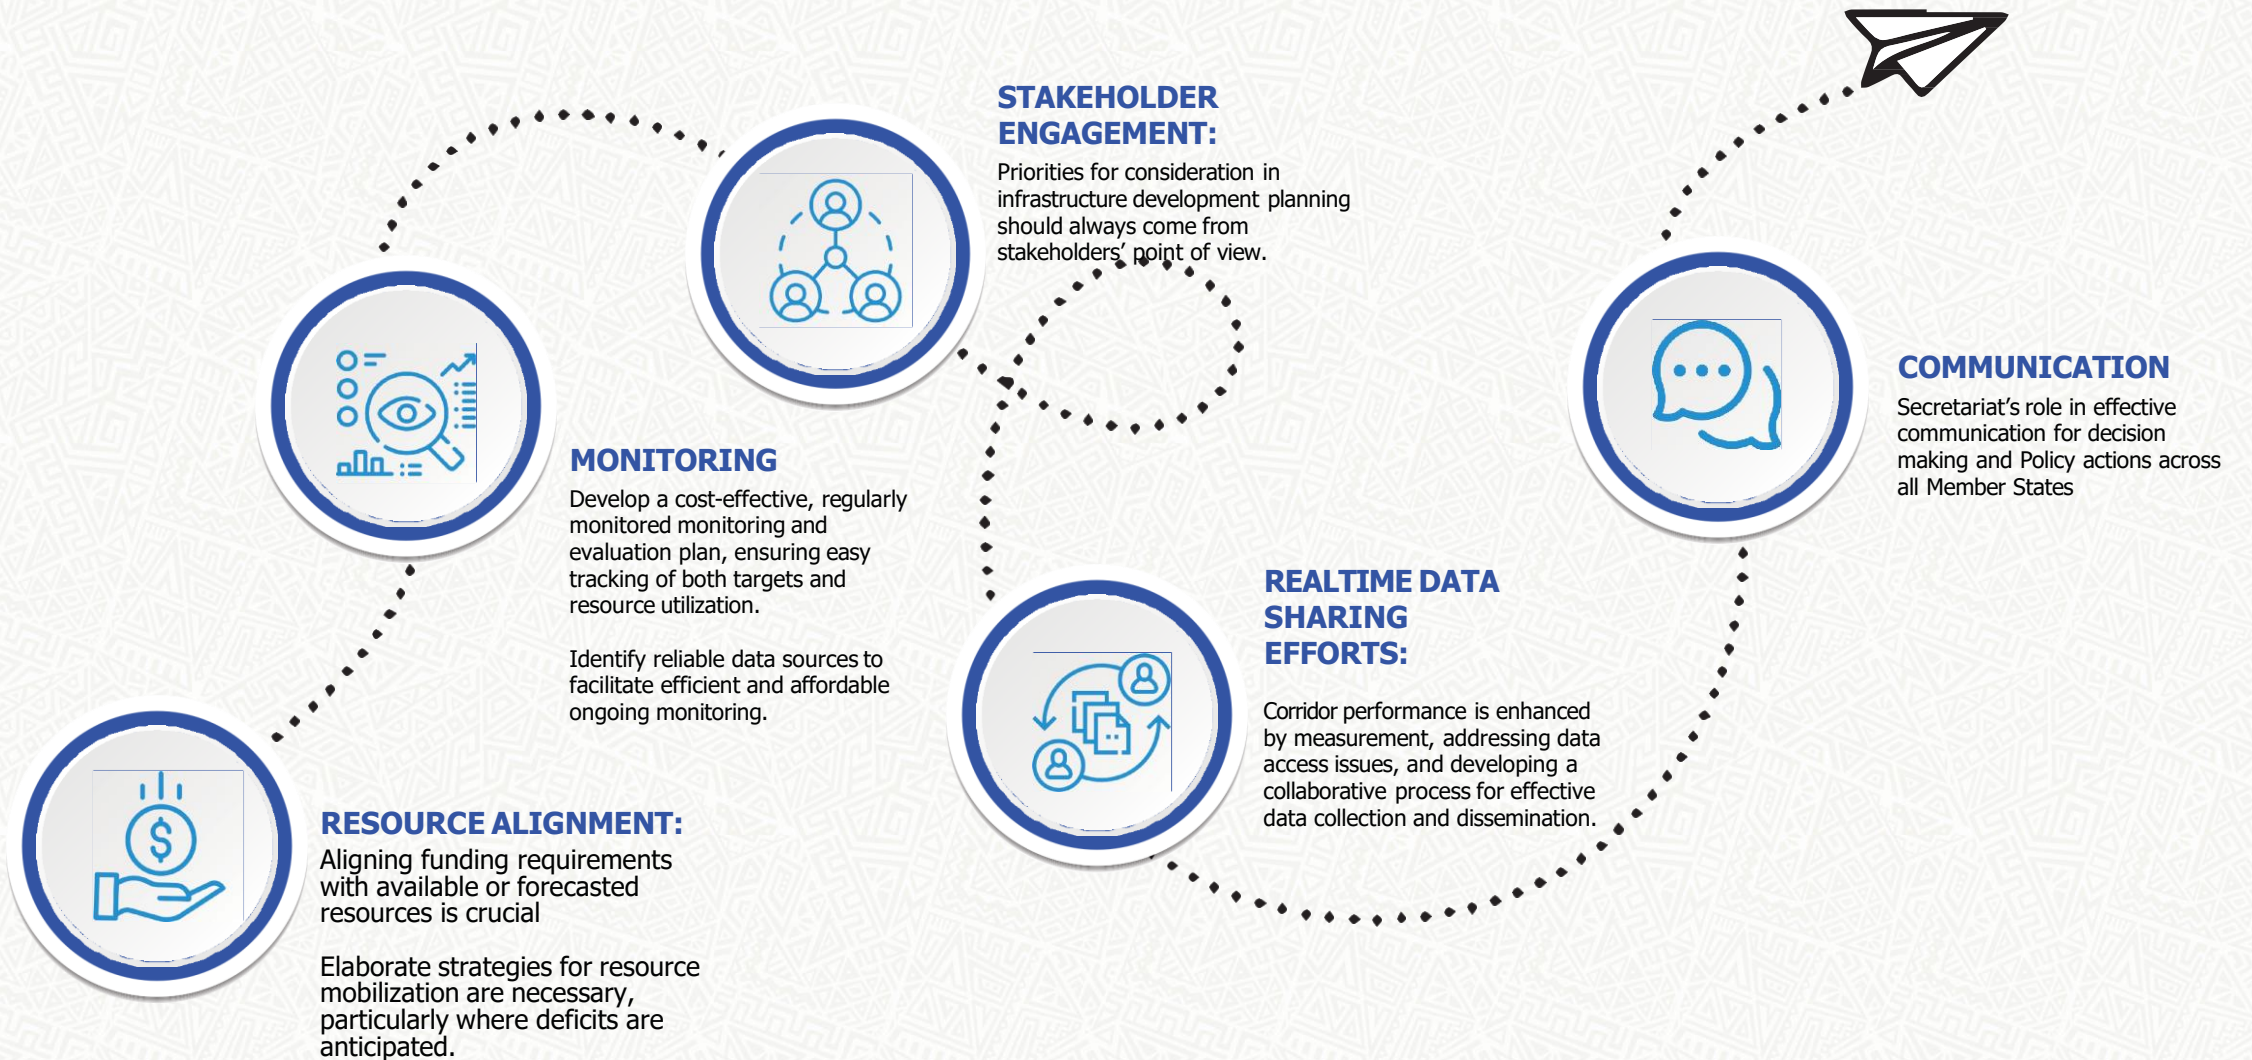 STAKEHOLDER
ENGAGEMENT:
Priorities for consideration in
infrastructure development planning
should always come from
stakeholders’ point of view.
MONITORING
Develop a cost-effective, regularly
monitored monitoring and
evaluation plan, ensuring easy
tracking of both targets and
resource utilization.
Identify reliable data sources to
facilitate efficient and affordable
ongoing monitoring.
RESOURCE ALIGNMENT:
Aligning funding requirements
with available or forecasted
resources is crucial
Elaborate strategies for resource
mobilization are necessary,
particularly where deficits are
anticipated.
REALTIME DATA
SHARING
EFFORTS:
Corridor performance is enhanced
by measurement, addressing data
access issues, and developing a
collaborative process for effective
data collection and dissemination.
COMMUNICATION
Secretariat’s role in effective
communication for decision
making and Policy actions across
all Member States